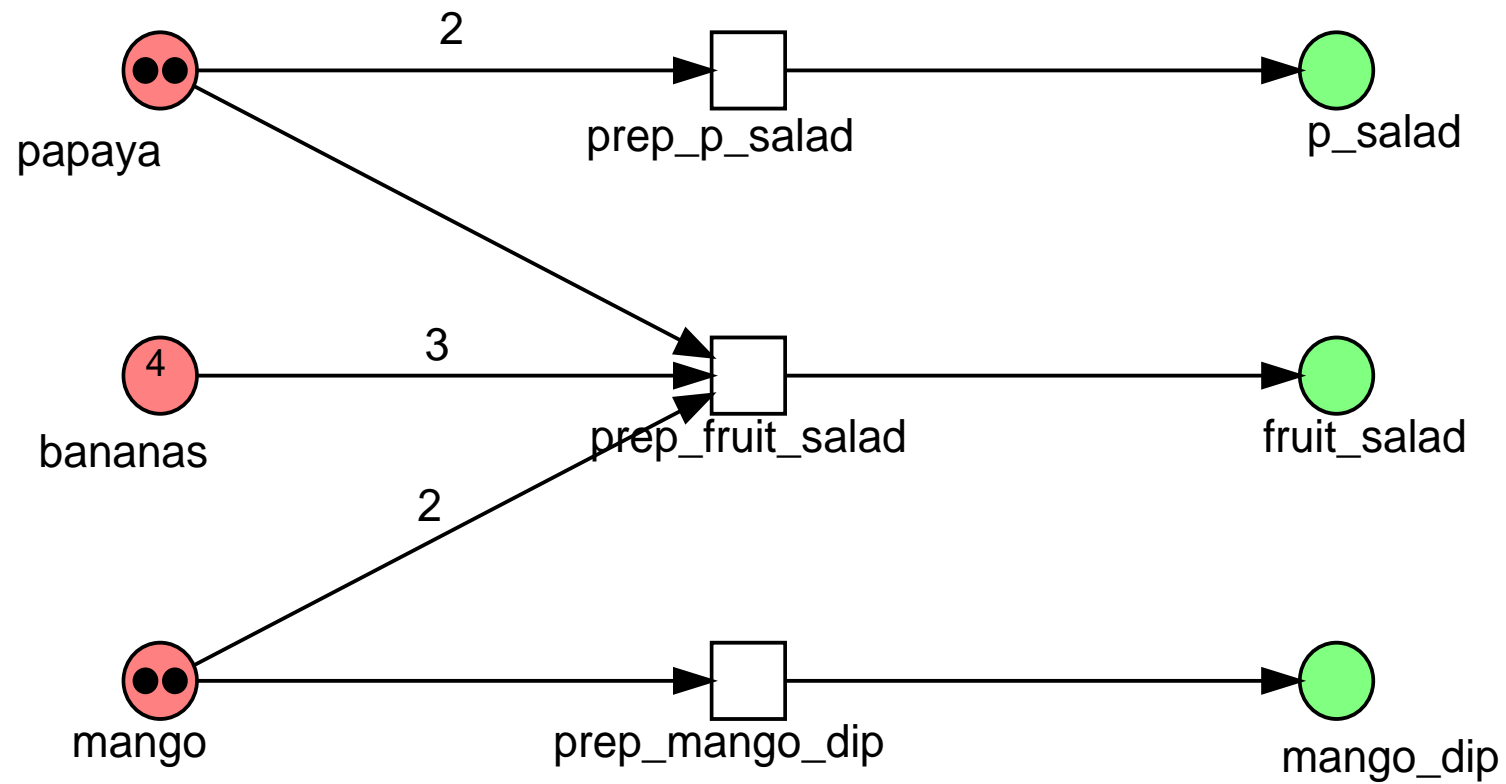 2
papaya
prep_p_salad
p_salad
4
3
bananas
prep_fruit_salad
fruit_salad
2
mango
prep_mango_dip
mango_dip